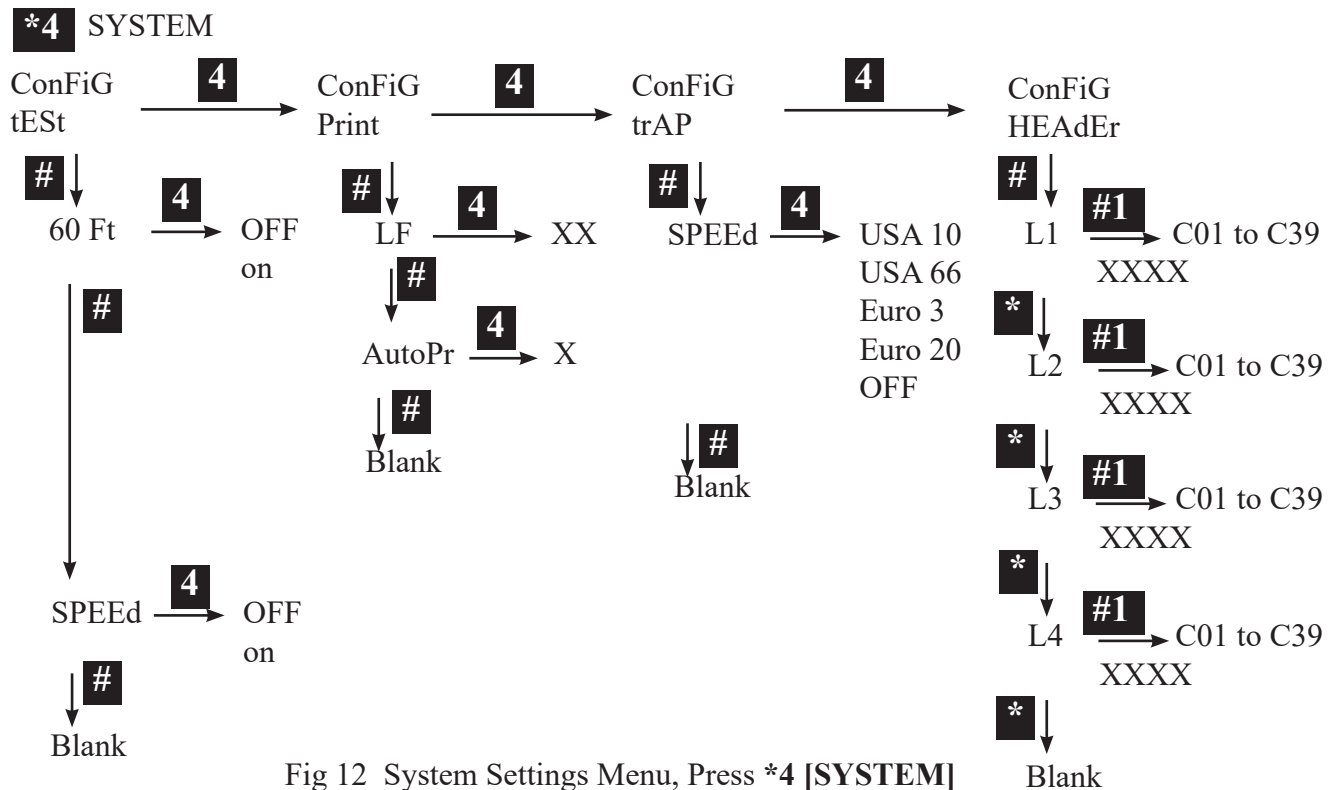 *4 SYSTEM
ConFiG 4 ConFiG 4 ConFiG 4 ConFiG
tESt Print trAP HEAdEr
# # # #
60 Ft 4 OFF LF 4 XX SPEEd 4 USA 10 L1 #1 C01 to C39
on USA 66 XXXX
# # Euro 3 *
AutoPr 4 X Euro 20 L2 #1 C01 to C39
OFF XXXX
# # *
Blank Blank L3 #1 C01 to C39
XXXX
*
SPEEd 4 OFF L4 #1 C01 to C39
on XXXX
# *
Blank Blank
Fig 12 System Settings Menu, Press *4 [SYSTEM]